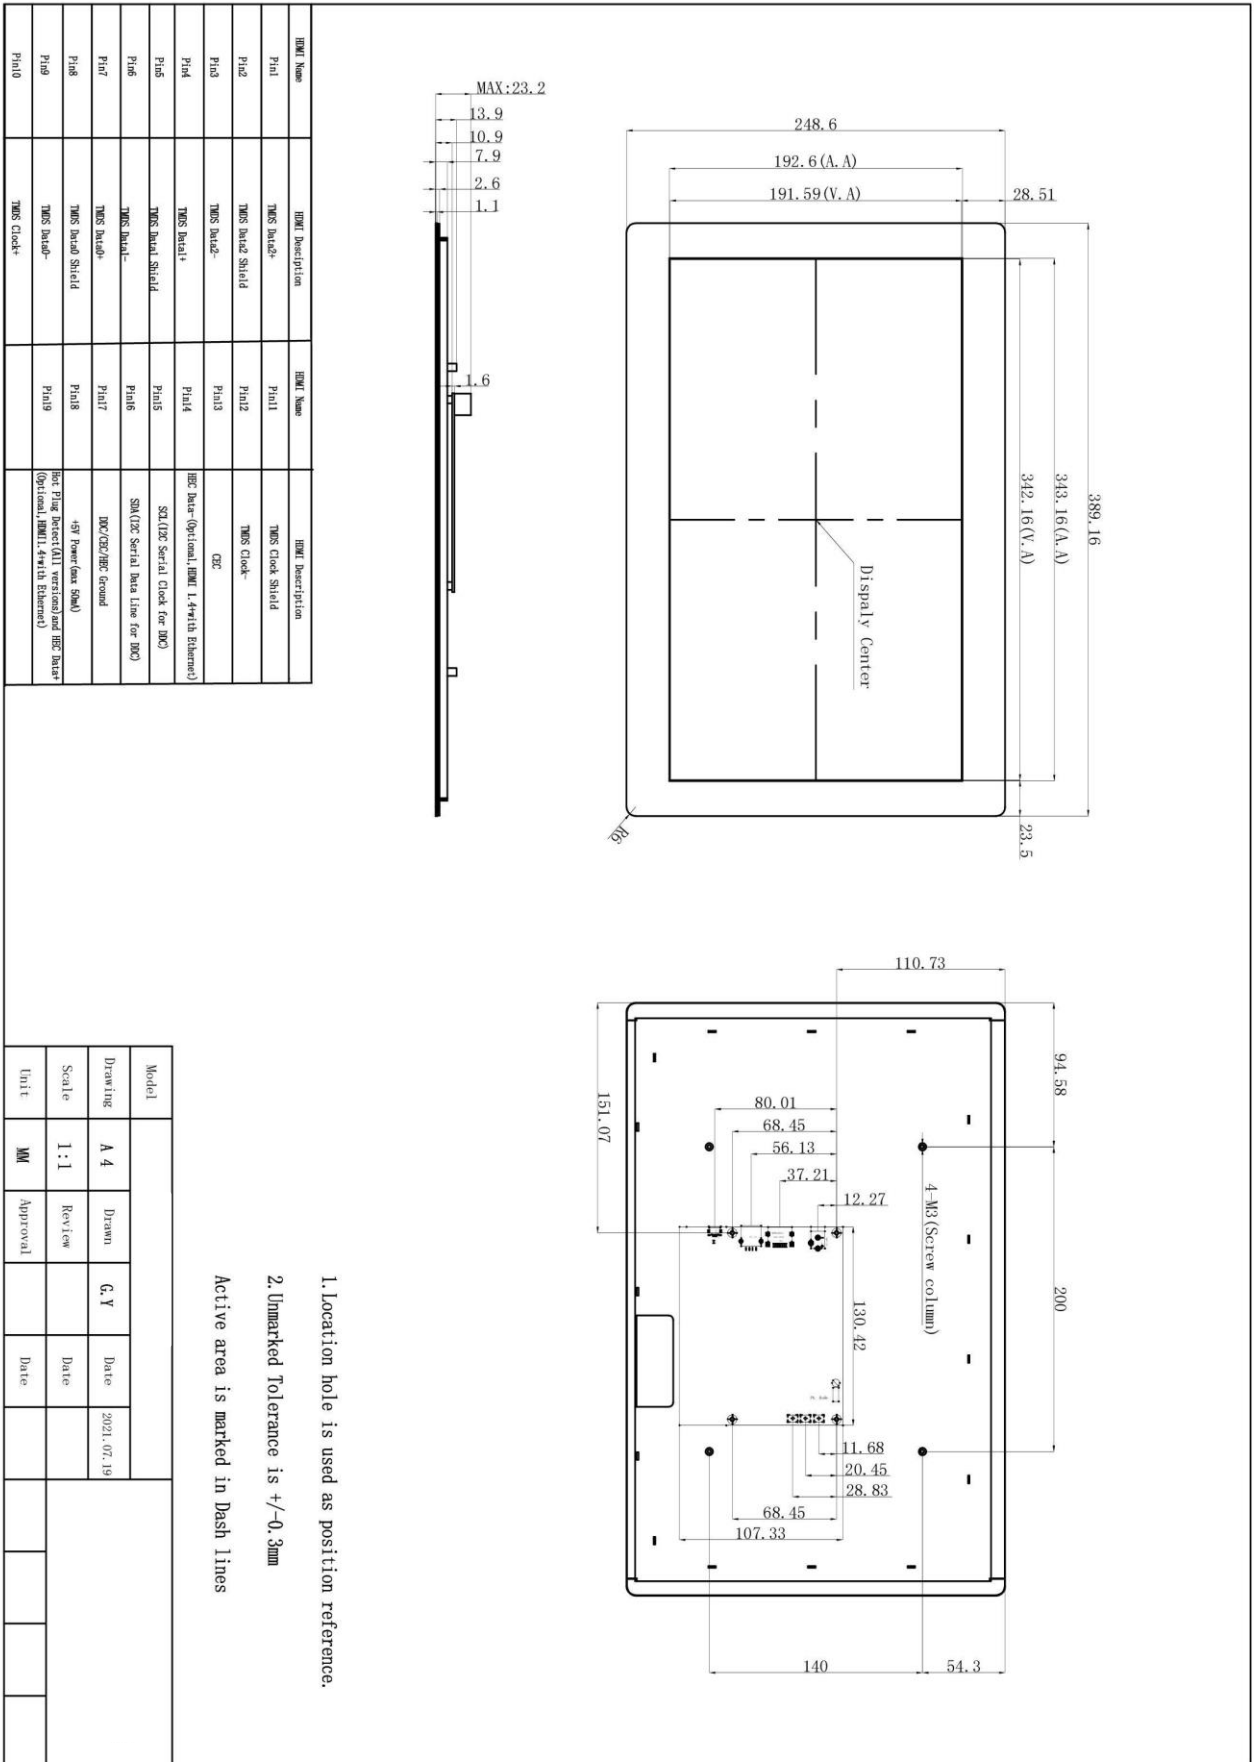 248.6
192.6(A.A)
191.59(V.A)
28.51
389.16
343.16(A.A)
342.16(V.A)
23.5
R6
Dispaly Center
MAX:23.2
13.9
10.9
7.9
2.6
1.1
1.6
110.73
94.58
200
151.07
80.01
68.45
56.13
37.21
12.27
130.42
4-M3(Screw column)
11.68
20.45
28.83
68.45
107.33
140
54.3
HDMI Name HDMI Desciption HDMI Name HDMI Description
Pin1 TMDS Data2+ Pin11 TMDS Clock Shield
Pin2 TMDS Data2 Shield Pin12 TMDS Clock-
Pin3 TMDS Data2- Pin13 CEC
Pin4 TMDS Data1+ Pin14 HEC Data-(Optional,HDMI 1.4+with Ethernet)
Pin5 TMDS Data1 Shield Pin15 SCL(I2C Serial Clock for DDC)
Pin6 TMDS Data1- Pin16 SDA(I2C Serial Data Line for DDC)
Pin7 TMDS Data0+ Pin17 DDC/CEC/HEC Ground
Pin8 TMDS Data0 Shield Pin18 +5V Power(max 50mA)
Pin9 TMDS Data0- Pin19 Hot Plug Detect(All versions)and HEC Data+
(Optional,HDMI1.4+with Ethernet)
Pin10 TMDS Clock+
1.Location hole is used as position reference.
2.Unmarked Tolerance is +/-0.3mm
Active area is marked in Dash lines
Model
Drawing A 4 Drawn G.Y Date 2021.07.19
Scale 1:1 Review Date
Unit MM Approval Date